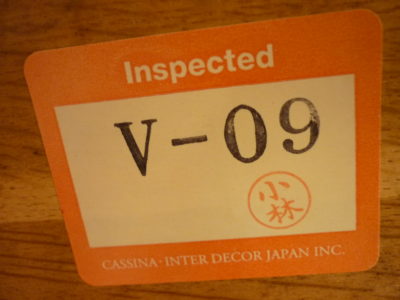 Inspected
V-09
小
林
CASSINA · INTER DECOR JAPAN INC.